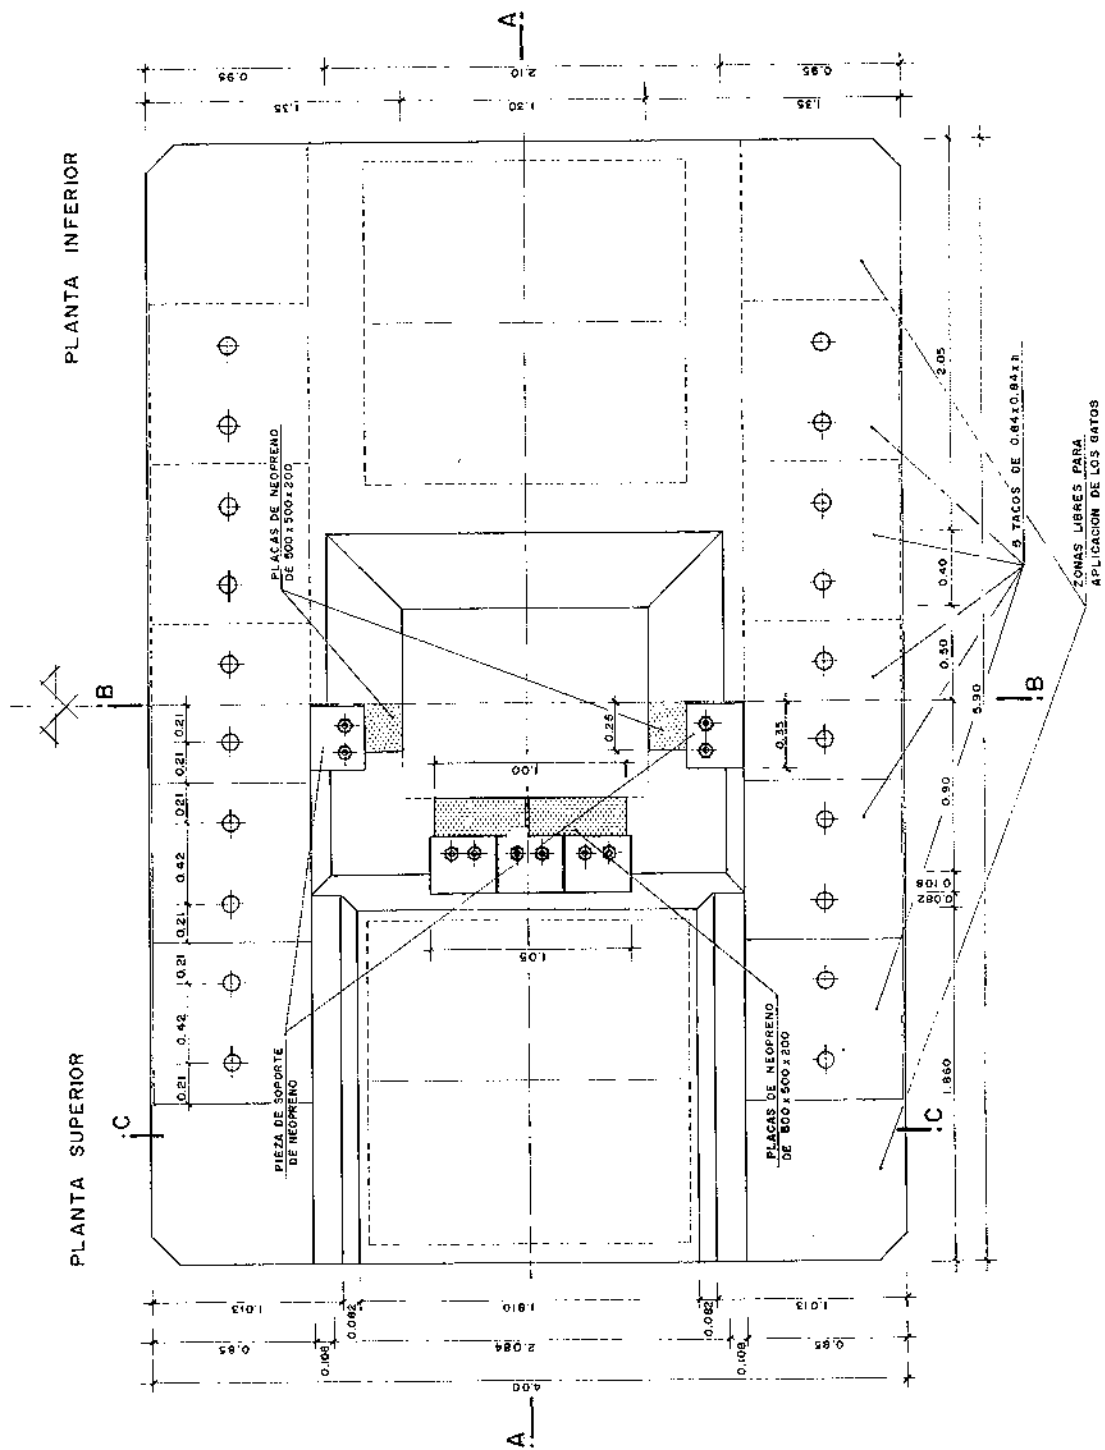 PLANTA SUPERIOR
PLANTA INFERIOR
C
B
0.21
0.42
0.21
0.21
0.42
0.21
0.21
0.21
PIEZA DE SOPORTE
DE NEOPRENO
PLACAS DE NEOPRENO
DE 500 x 500 x 200
A
A
4.00
0.85
0.108
2.084
0.108
0.85
1.013
0.082
1.810
0.082
1.013
1.05
1.00
0.25
0.35
0.95
2.10
0.95
1.35
1.30
1.35
PLACAS DE NEOPRENO
DE 500 x 500 x 200
C
B
1.860
0.082
0.108
0.90
0.50
0.40
2.05
5.90
5 TACOS DE 0.84 x 0.84 x h
ZONAS LIBRES PARA
APLICACIÓN DE LOS GATOS